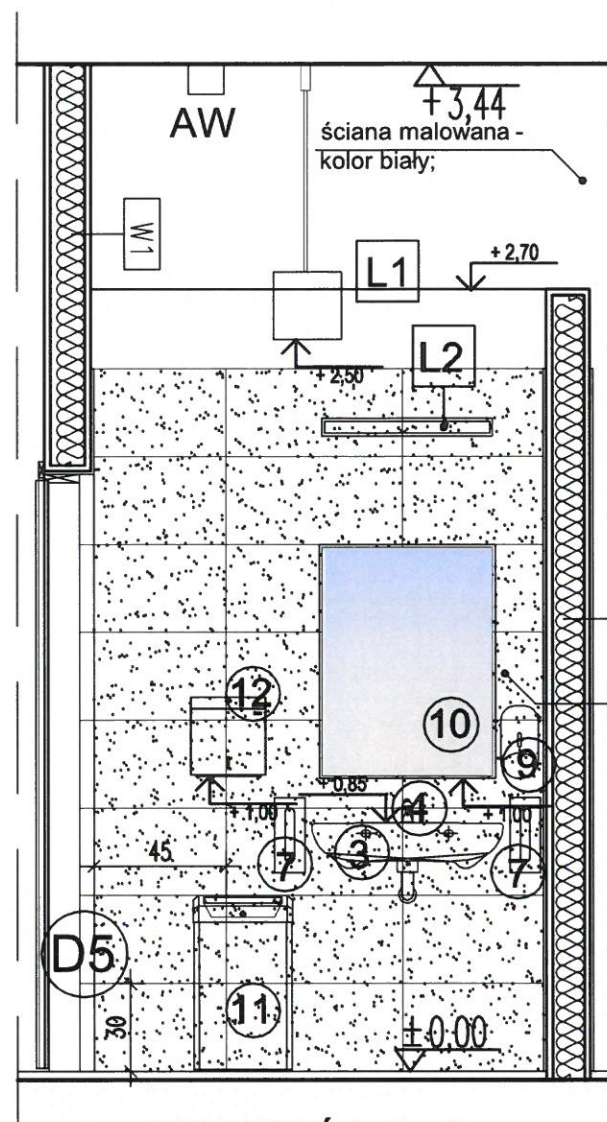 +3,44
AW
ściana malowana -
kolor biały;
W1
+2,70
L1
L2
+2,50
12
10
9
+0,85
4
+1,00
+1,00
3
7
7
45
D5
11
30
±0,00